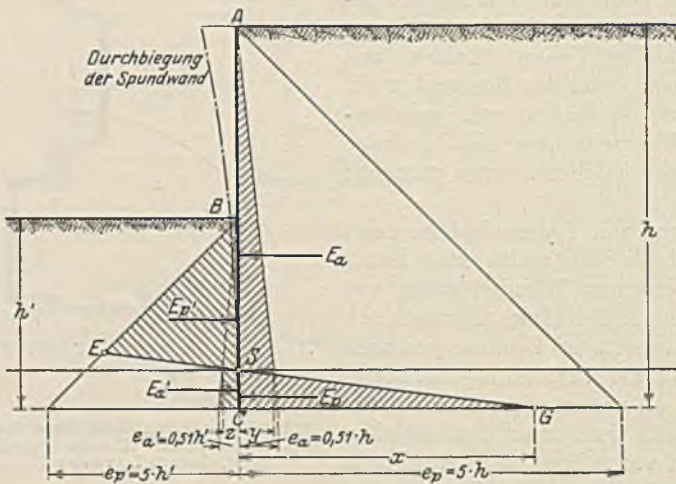 A
Durchbiegung
der Spundwand
B
h
Ea
h'
Ep'
E
S
Ea'
Ep
C
G
ea'=0,51h'
z
y
ea=0,51·h
x
ep'=5·h'
ep=5·h